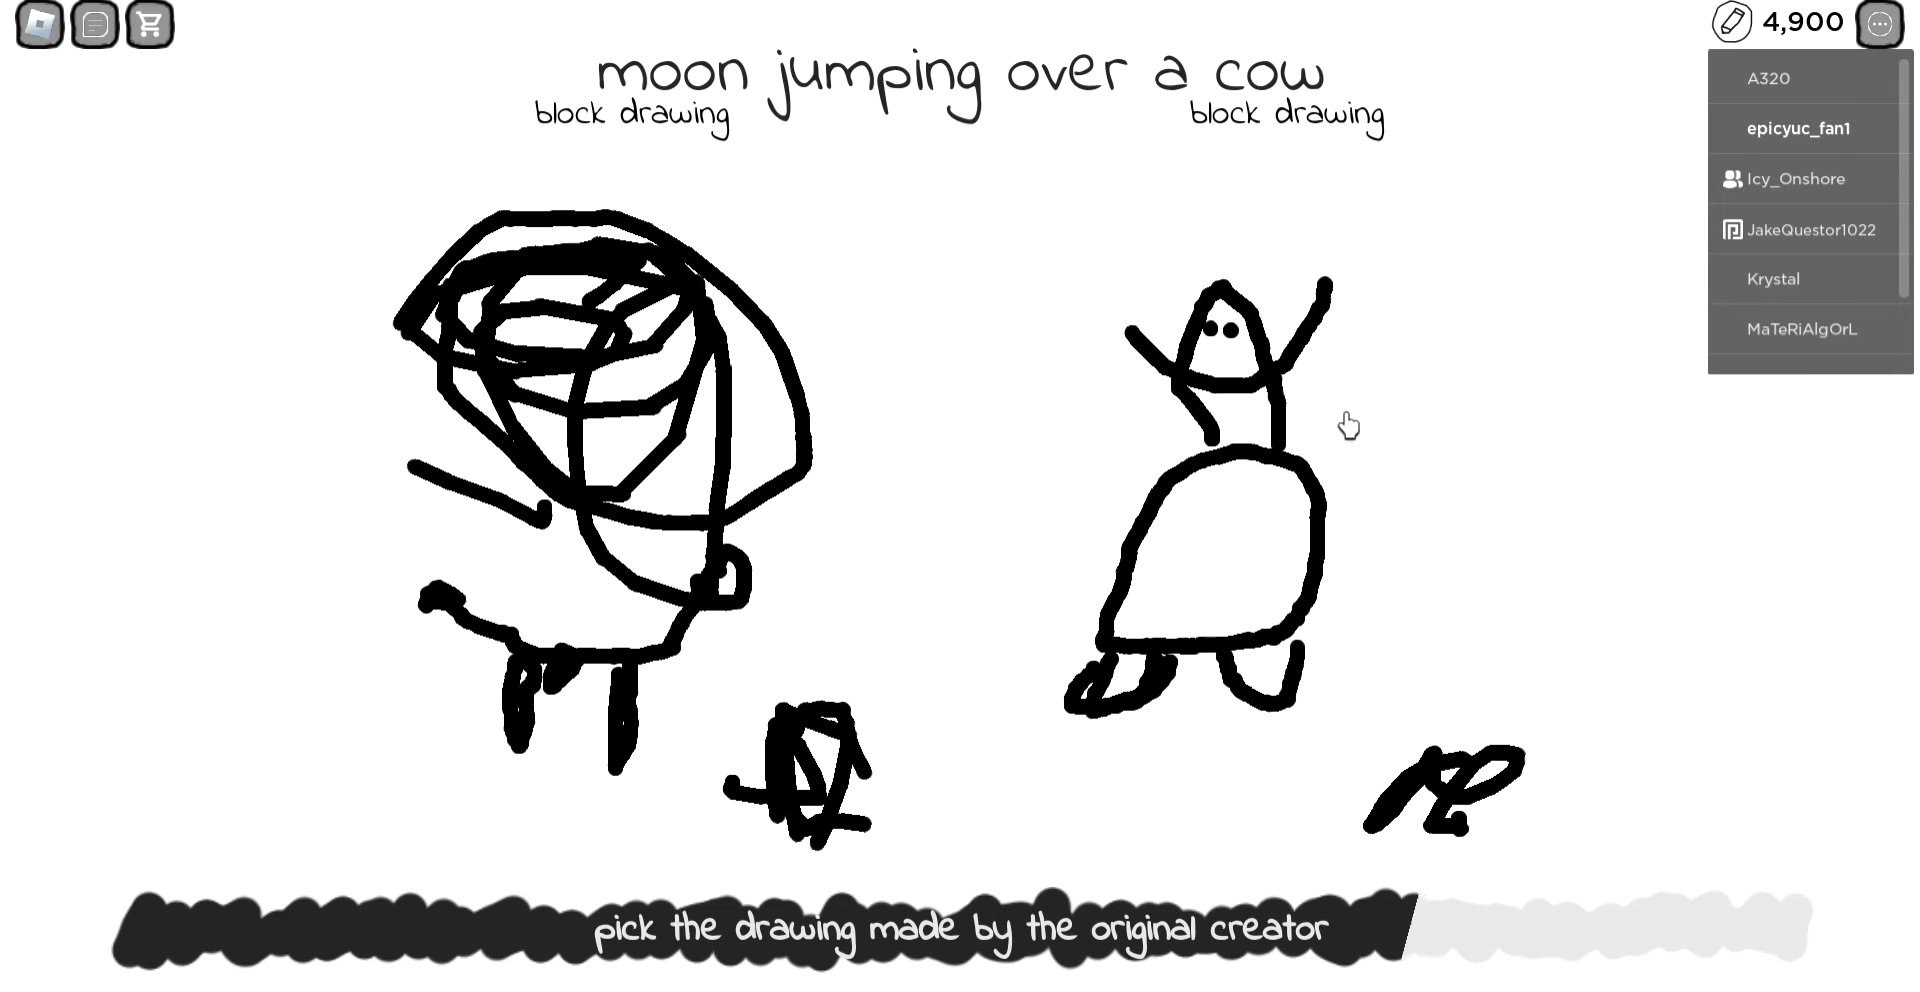 4,900
moon jumping over a cow
block drawing
block drawing
A320
epicyuc_fan1
Icy_Onshore
JakeQuestor1022
Krystal
MaTeRiAlgOrL
pick the drawing made by the original creator